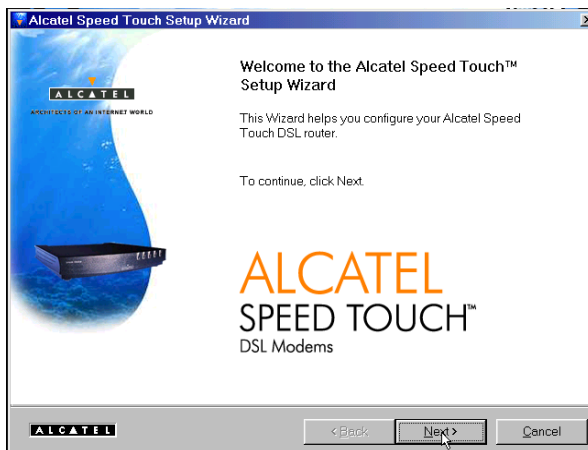 Alcatel Speed Touch Setup Wizard
ALCATEL
ARCHITECTS OF AN INTERNET WORLD
Welcome to the Alcatel Speed Touch™
Setup Wizard
This Wizard helps you configure your Alcatel Speed
Touch DSL router.
To continue, click Next.
ALCATEL
SPEED TOUCH™
DSL Modems
ALCATEL
< Back
Next >
Cancel